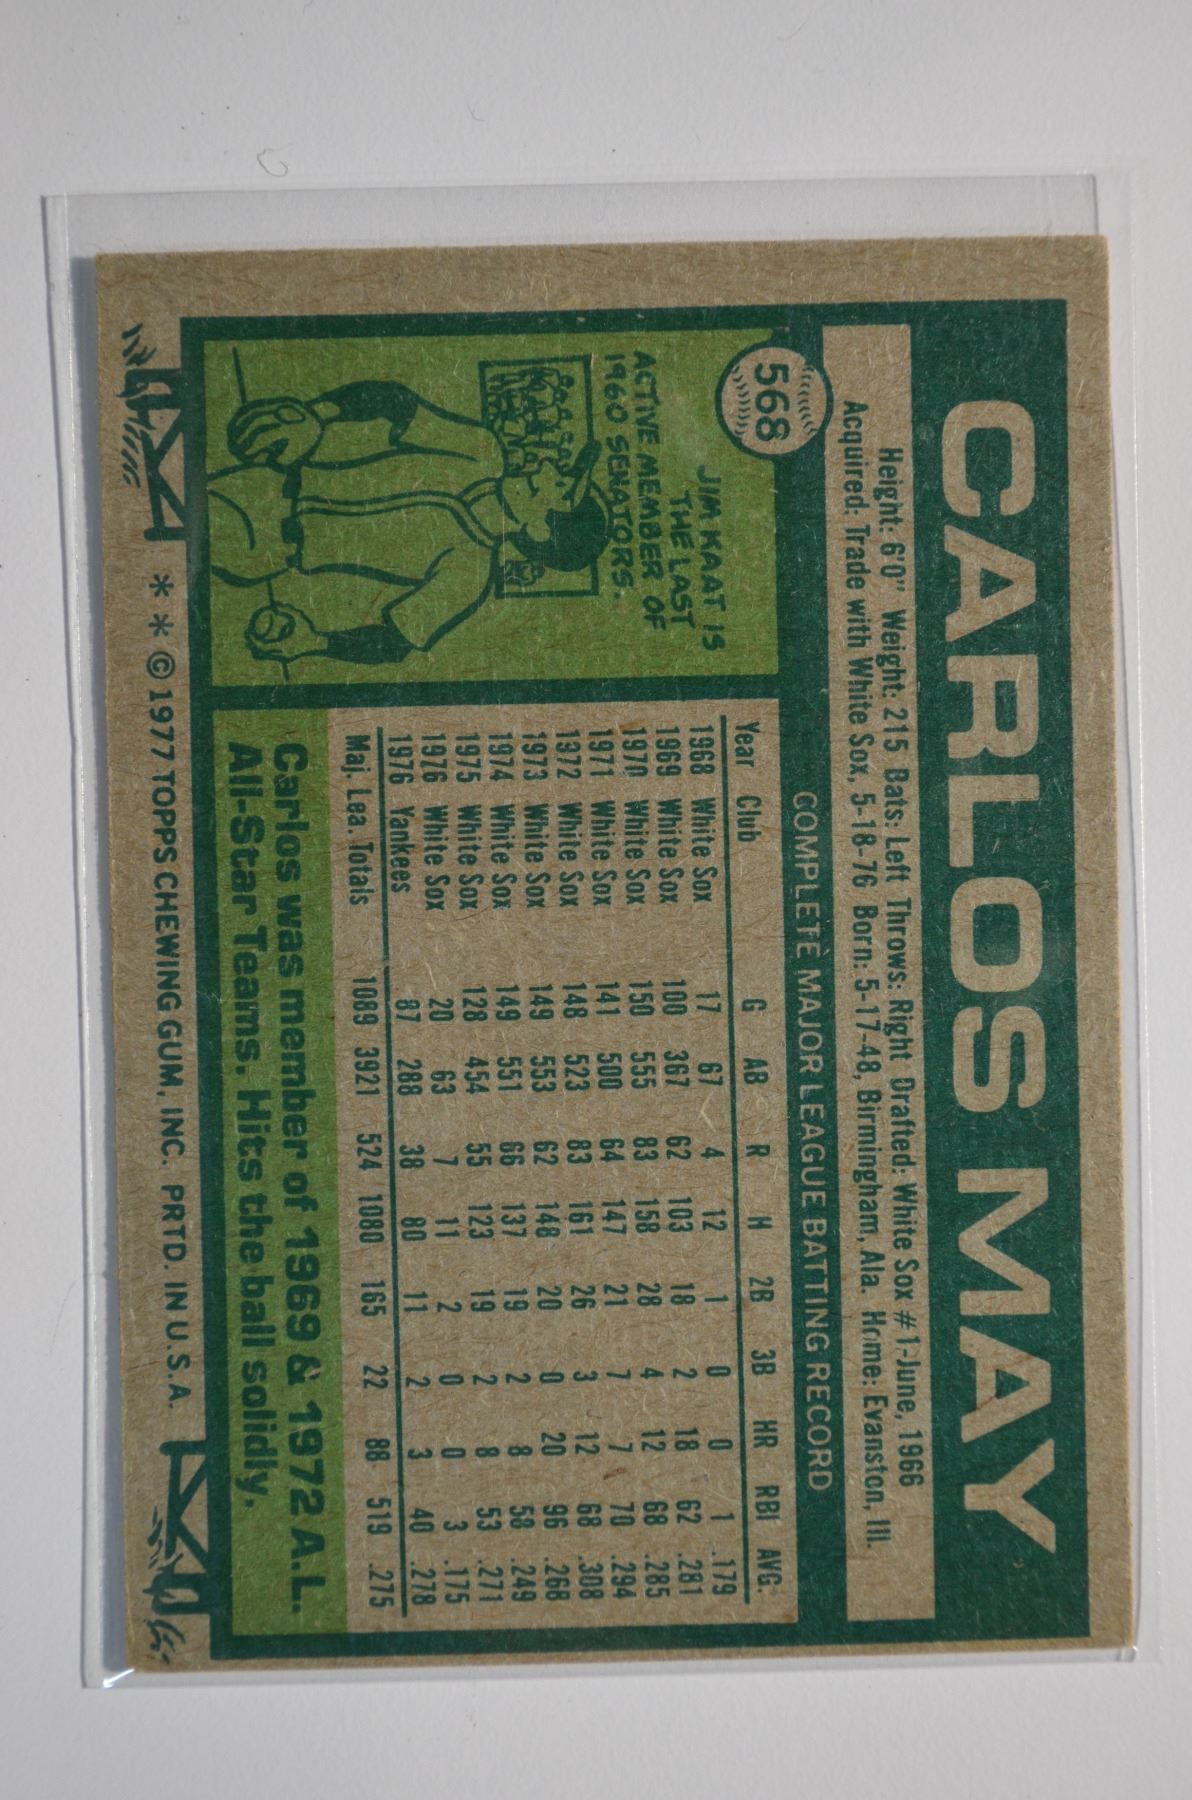 CARLOS MAY
Height: 6'0" Weight: 215 Bats: Left Throws: Right Drafted: White Sox #1-June, 1966
Acquired: Trade with White Sox, 5-18-76 Born: 5-17-48, Birmingham, Ala. Home: Evanston, Ill.
568
JIM KAAT IS
THE LAST
ACTIVE MEMBER OF
1960 SENATORS.
COMPLETE MAJOR LEAGUE BATTING RECORD
Year Club G AB R H 2B 3B HR RBI AVG.
1968 White Sox 17 67 4 12 1 0 0 1 .179
1969 White Sox 100 367 62 103 18 2 18 62 .281
1970 White Sox 150 555 83 158 28 4 12 68 .285
1971 White Sox 141 500 64 147 21 7 7 70 .294
1972 White Sox 148 523 83 161 26 3 12 68 .308
1973 White Sox 149 553 62 148 20 0 20 96 .268
1974 White Sox 149 551 66 137 19 2 8 58 .249
1975 White Sox 128 454 55 123 19 2 8 53 .271
1976 White Sox 20 63 7 11 2 0 0 3 .175
1976 Yankees 87 288 38 80 11 2 3 40 .278
Maj. Lea. Totals 1089 3921 524 1080 165 22 88 519 .275
Carlos was member of 1969 & 1972 A.L.
All-Star Teams. Hits the ball solidly.
* * © 1977 TOPPS CHEWING GUM, INC. PRTD. IN U.S.A.